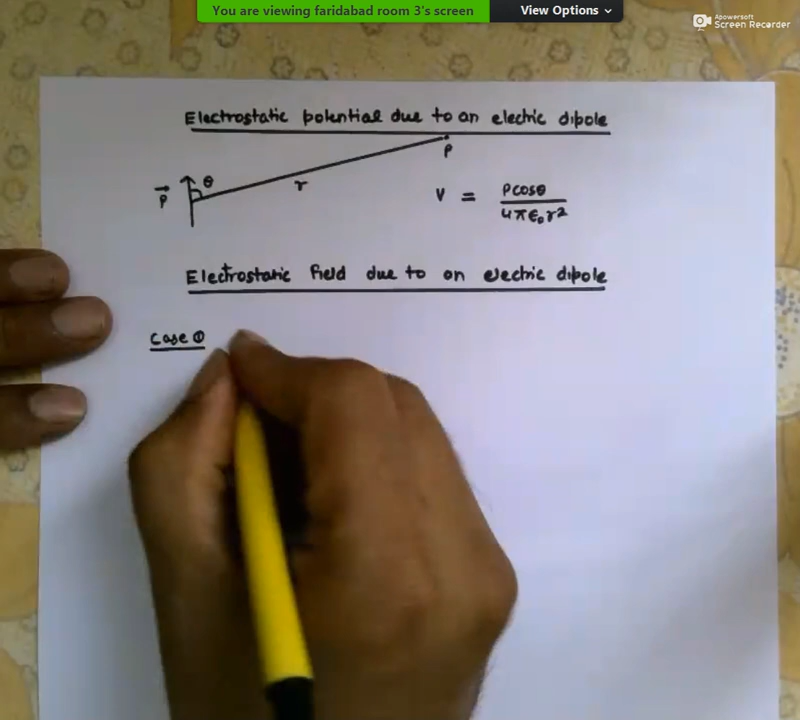 You are viewing faridabad room 3's screen View Options
Apowersoft
Screen Recorder
Electrostatic potential due to an electric dipole
P
θ
r
p⃗
V = pcosθ / 4πε₀r²
Electrostatic field due to an electric dipole
Case ①